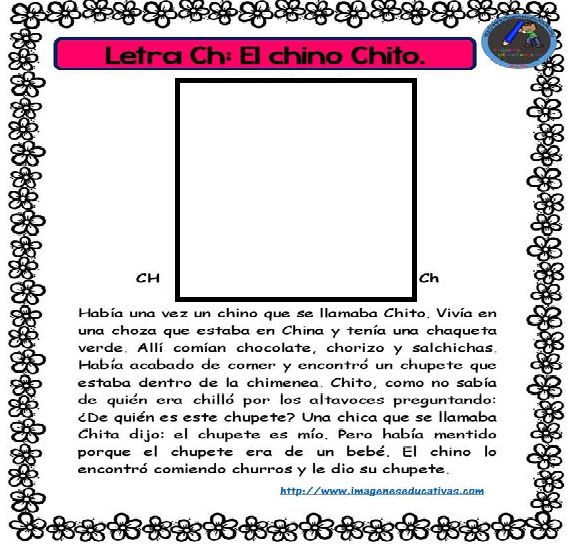 Letra Ch: El chino Chito.
CH
Ch
Había una vez un chino que se llamaba Chito. Vivía en
una choza que estaba en China y tenía una chaqueta
verde. Allí comían chocolate, chorizo y salchichas.
Había acabado de comer y encontró un chupete que
estaba dentro de la chimenea. Chito, como no sabía
de quién era chilló por los altavoces preguntando:
¿De quién es este chupete? Una chica que se llamaba
Chita dijo: el chupete es mío. Pero había mentido
porque el chupete era de un bebé. El chino lo
encontró comiendo churros y le dio su chupete.
http://www.imageneseducativas.com